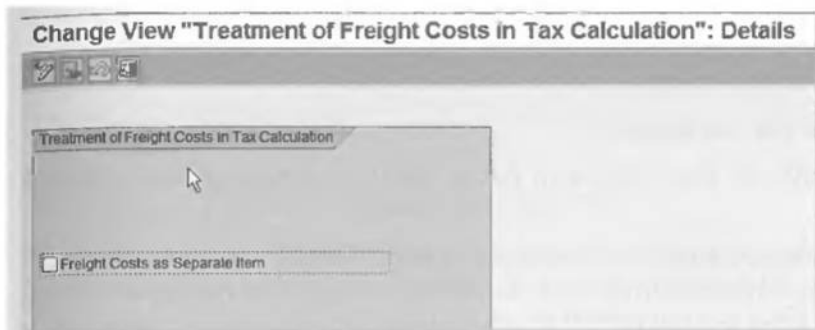 Change View "Treatment of Freight Costs in Tax Calculation": Details
Treatment of Freight Costs in Tax Calculation
Freight Costs as Separate Item